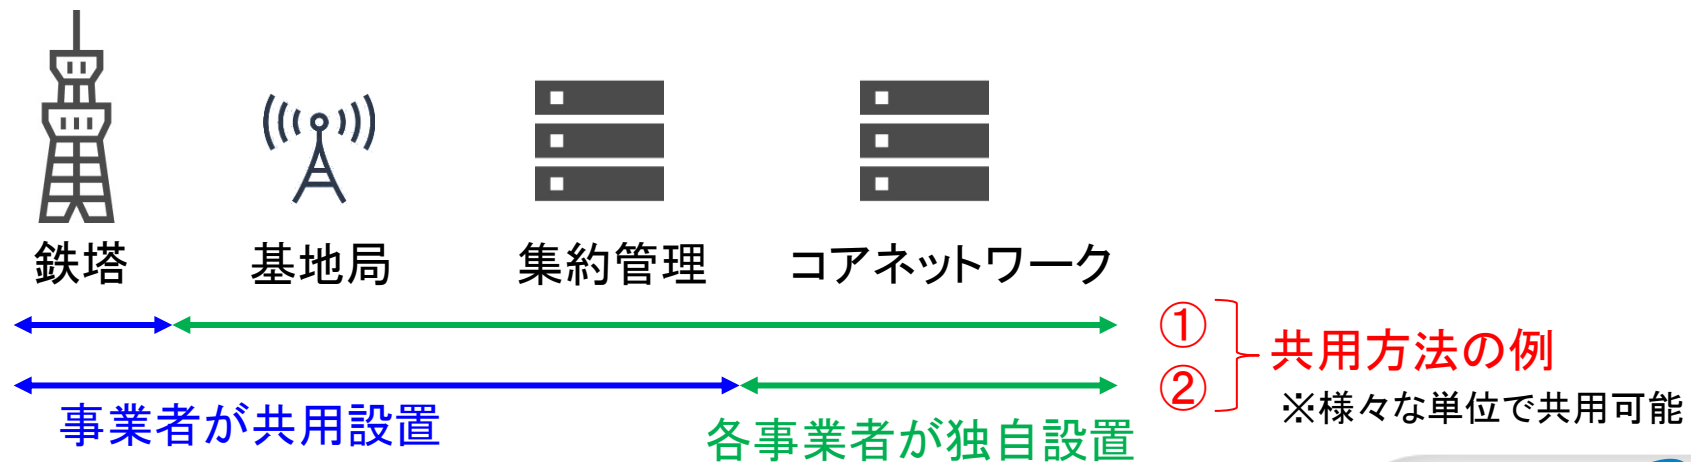 鉄塔
基地局
集約管理
コアネットワーク
①
②
共用方法の例
※様々な単位で共用可能
事業者が共用設置
各事業者が独自設置